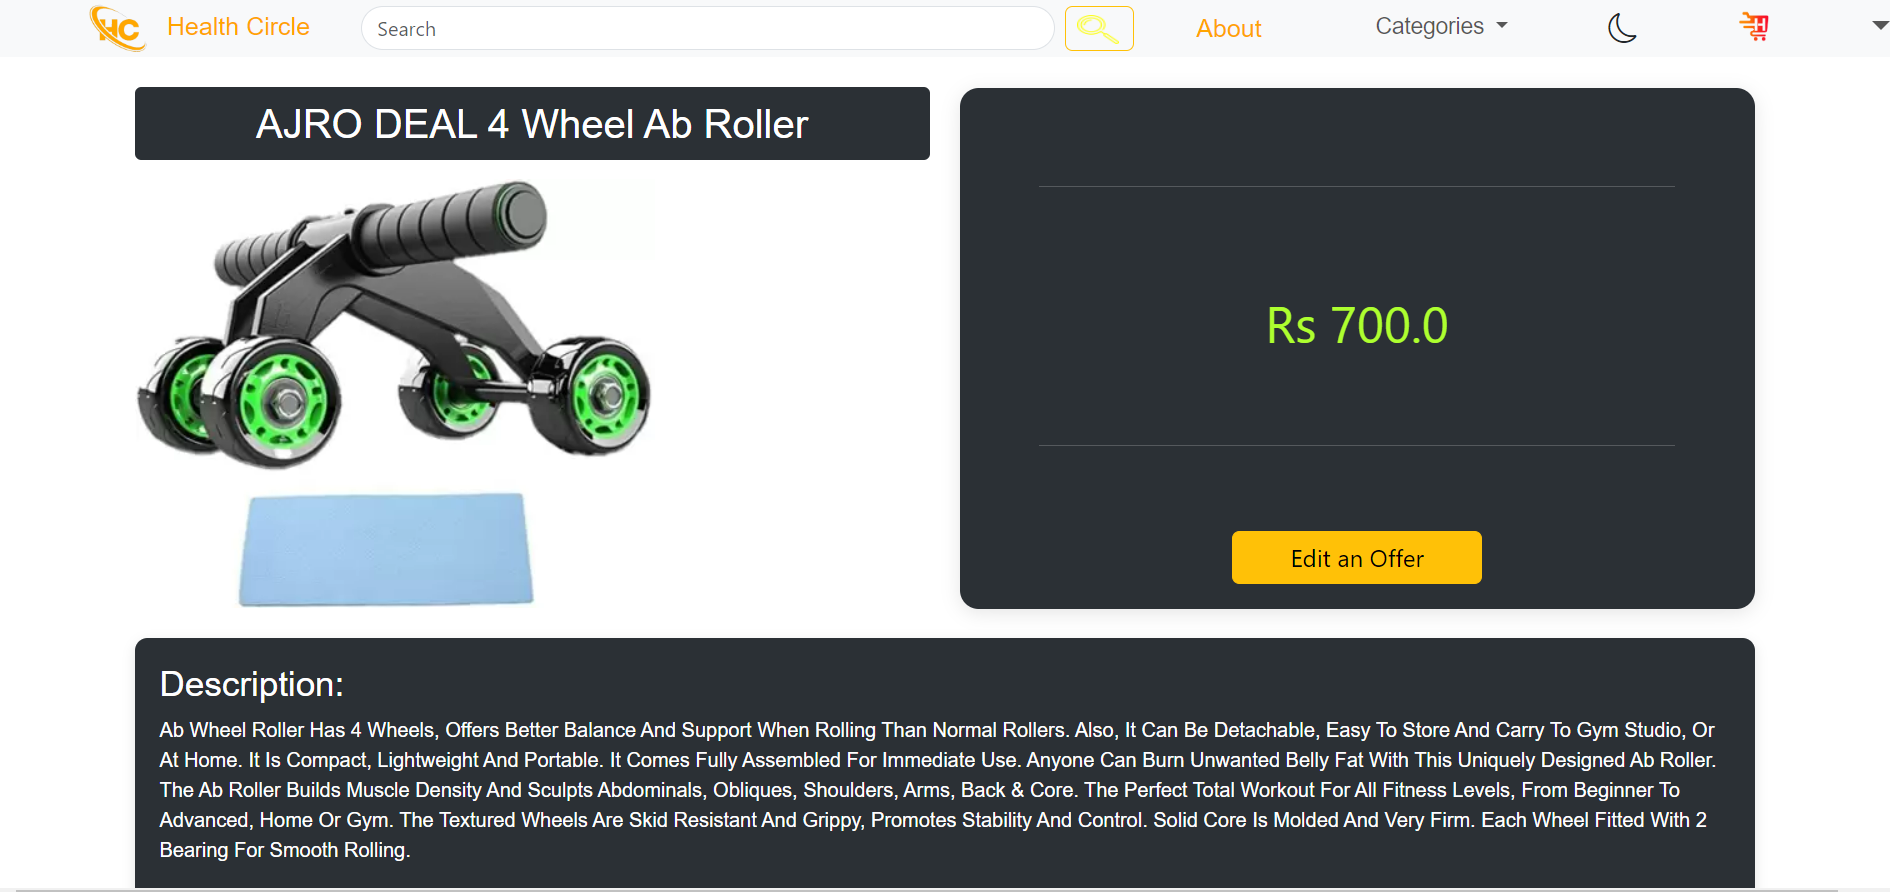 HC Health Circle Search About Categories H
AJRO DEAL 4 Wheel Ab Roller
Rs 700.0
Edit an Offer
Description:
Ab Wheel Roller Has 4 Wheels, Offers Better Balance And Support When Rolling Than Normal Rollers. Also, It Can Be Detachable, Easy To Store And Carry To Gym Studio, Or
At Home. It Is Compact, Lightweight And Portable. It Comes Fully Assembled For Immediate Use. Anyone Can Burn Unwanted Belly Fat With This Uniquely Designed Ab Roller.
The Ab Roller Builds Muscle Density And Sculpts Abdominals, Obliques, Shoulders, Arms, Back & Core. The Perfect Total Workout For All Fitness Levels, From Beginner To
Advanced, Home Or Gym. The Textured Wheels Are Skid Resistant And Grippy, Promotes Stability And Control. Solid Core Is Molded And Very Firm. Each Wheel Fitted With 2
Bearing For Smooth Rolling.